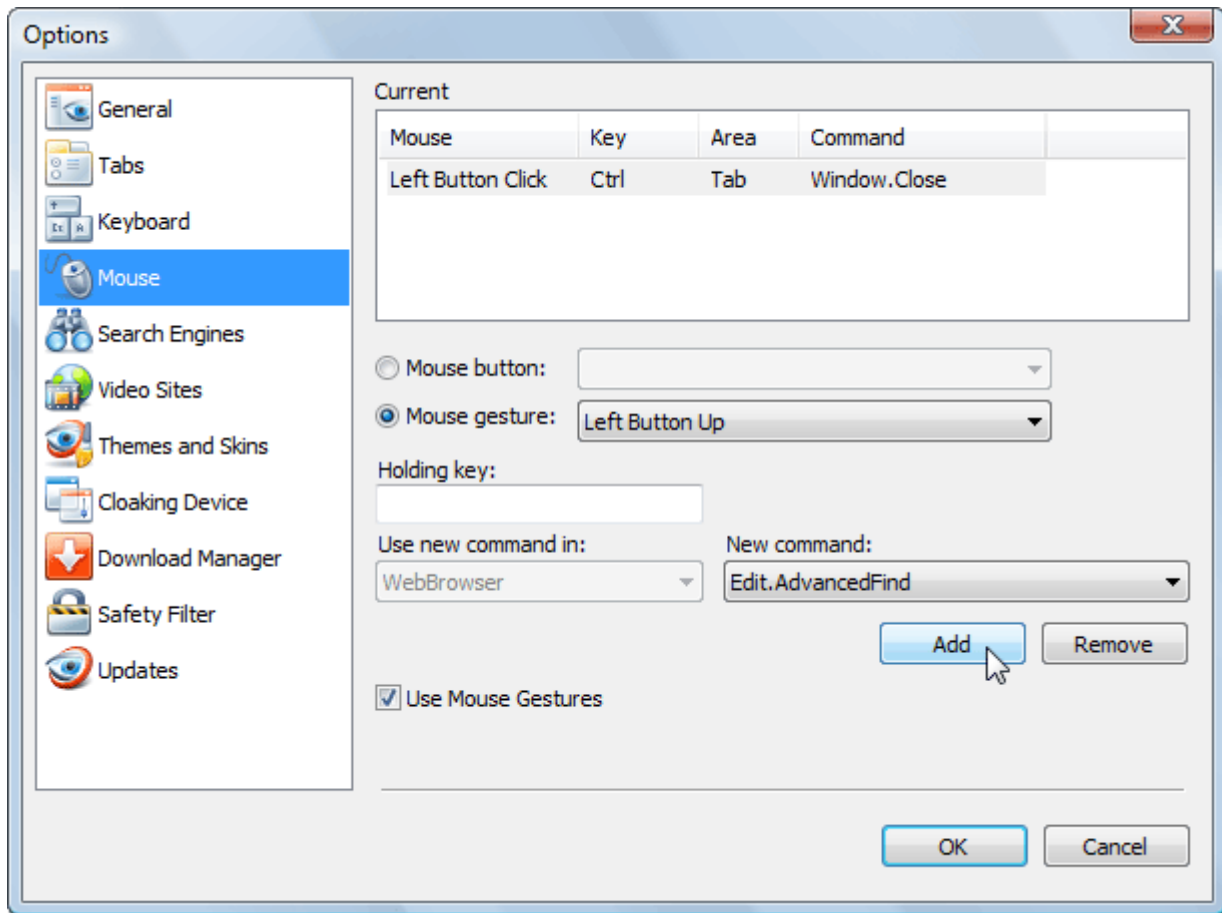 Options
General
Tabs
Keyboard
Mouse
Search Engines
Video Sites
Themes and Skins
Cloaking Device
Download Manager
Safety Filter
Updates
Current
Mouse Key Area Command
Left Button Click Ctrl Tab Window.Close
Mouse button:
Mouse gesture: Left Button Up
Holding key:
Use new command in: New command:
WebBrowser Edit.AdvancedFind
Add Remove
Use Mouse Gestures
OK Cancel